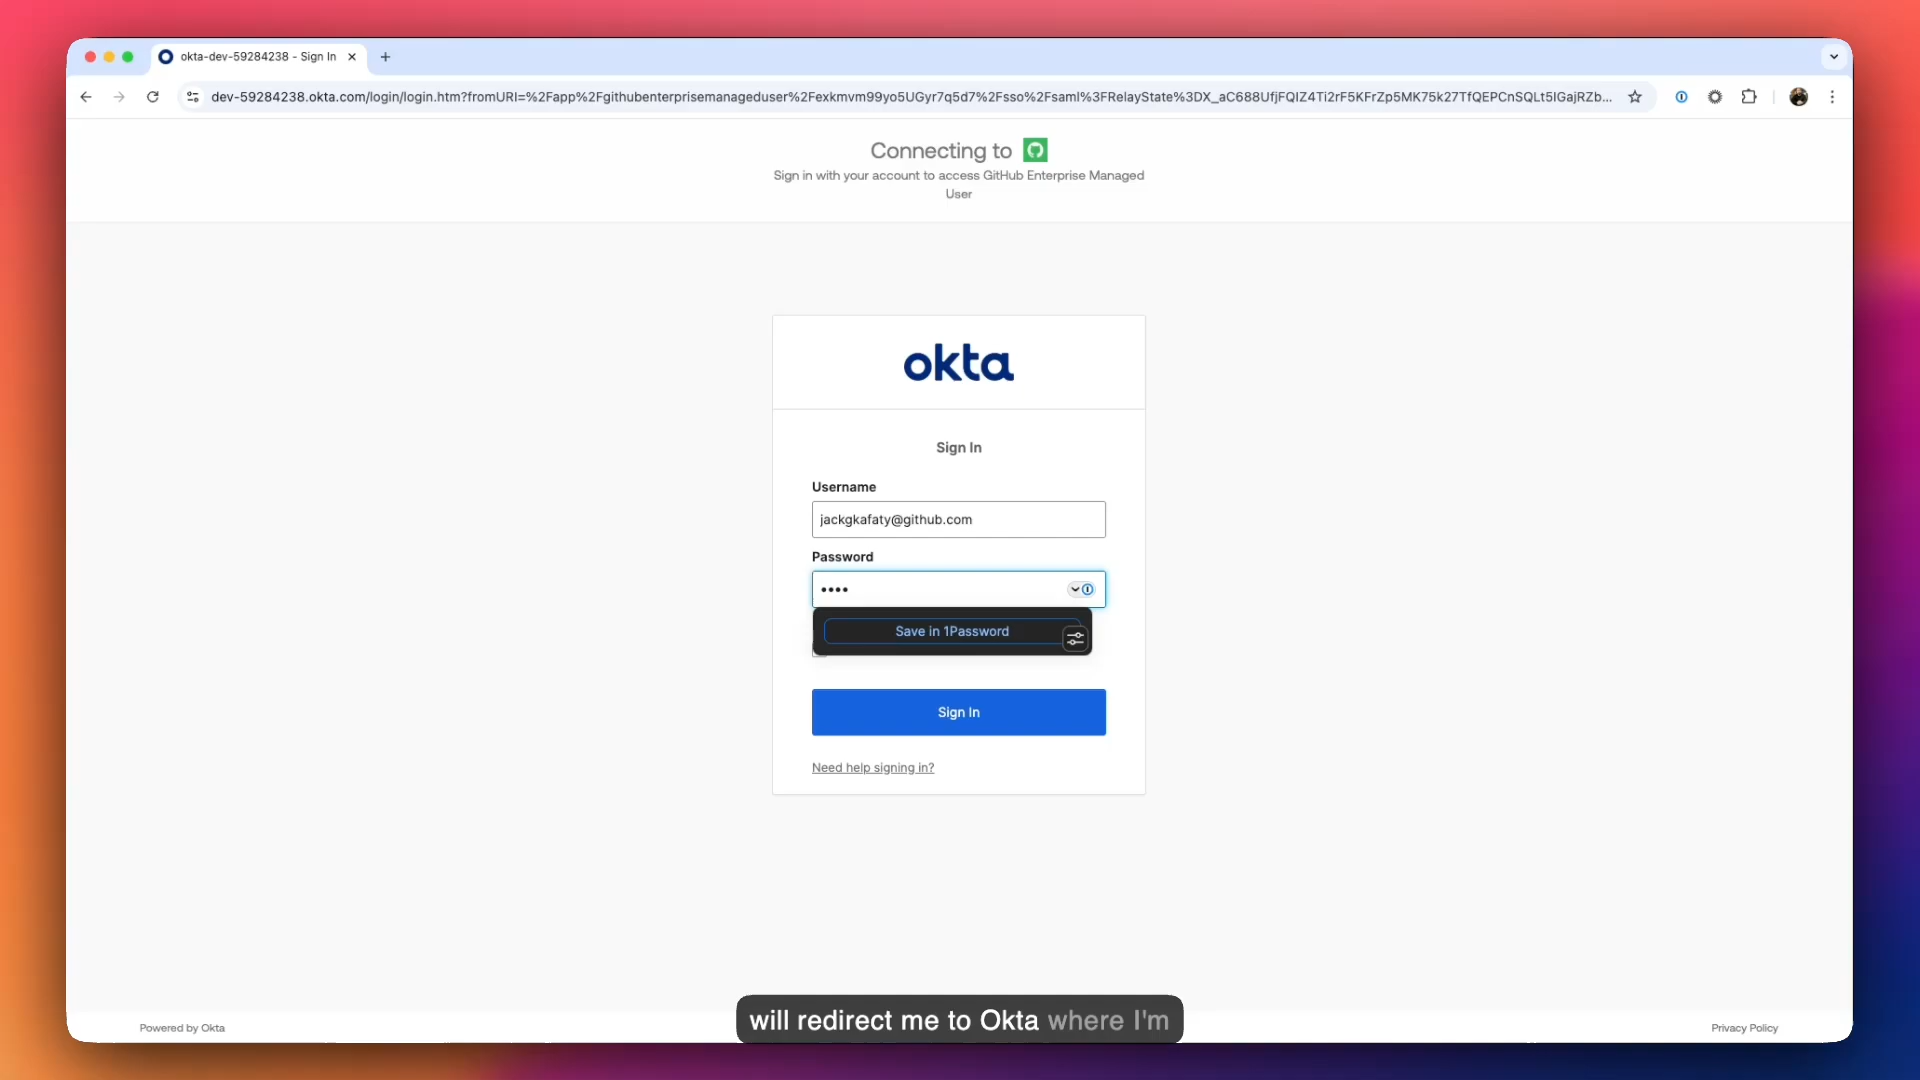 okta-dev-59284238 - Sign In
dev-59284238.okta.com/login/login.htm?fromURI=%2Fapp%2Fgithubenterprisemanageduser%2Fexkmvm99yo5UGyr7q5d7%2Fsso%2Fsaml%3FRelayState%3DX_aC688UfjFQIZ4Ti2rF5KFrZp5MK75k27TfQEPCnSQLt5IGajRZb...
Connecting to
Sign in with your account to access GitHub Enterprise Managed
User
okta
Sign In
Username
jackgkafaty@github.com
Password
••••
Save in 1Password
Sign In
Need help signing in?
will redirect me to Okta where I'm
Powered by Okta
Privacy Policy